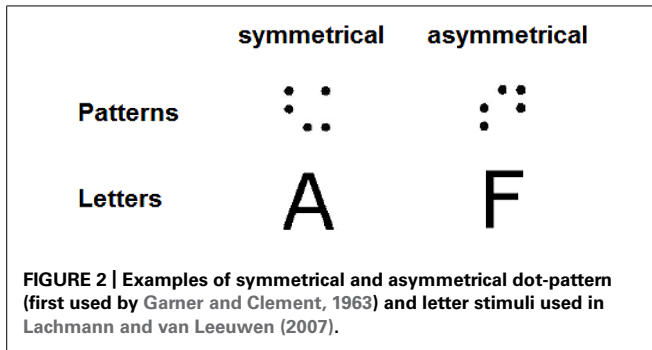 symmetrical asymmetrical
Patterns
Letters A F
FIGURE 2 | Examples of symmetrical and asymmetrical dot-pattern
(first used by Garner and Clement, 1963) and letter stimuli used in
Lachmann and van Leeuwen (2007).